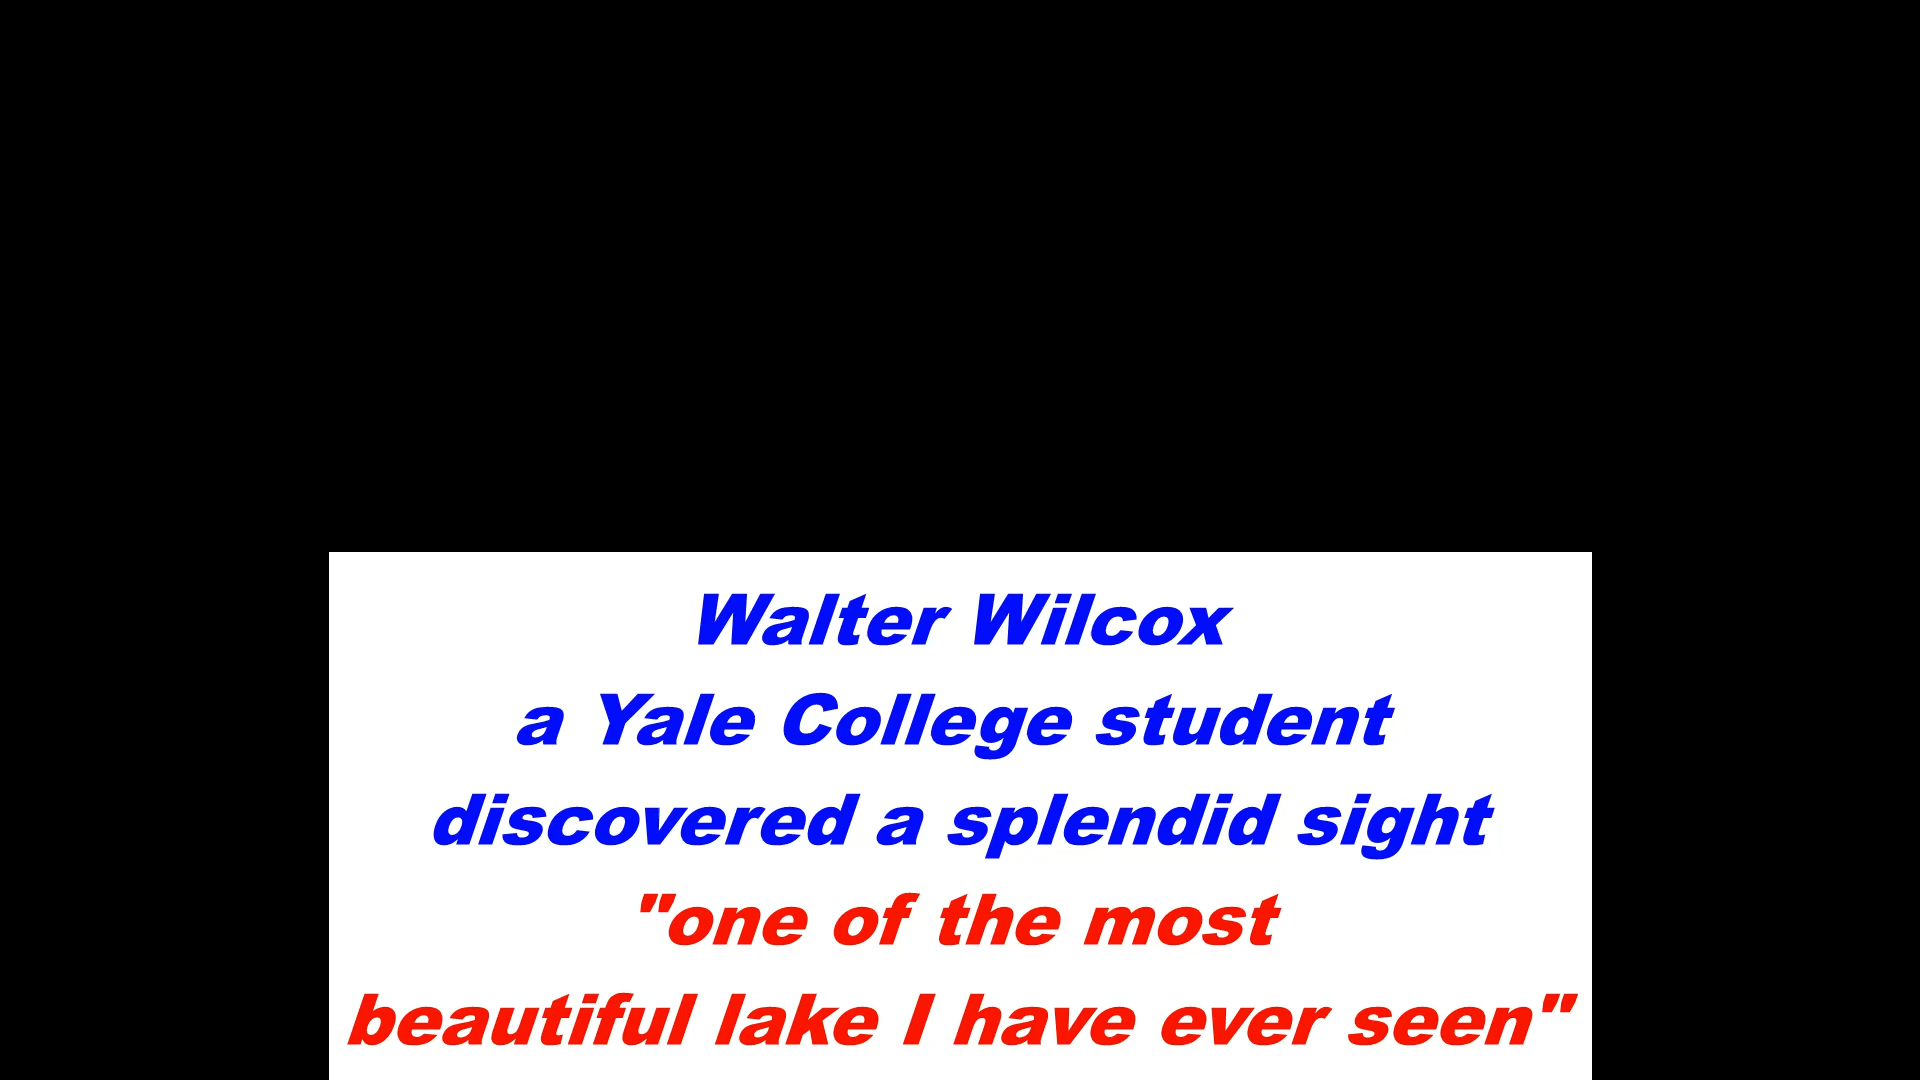 Walter Wilcox
a Yale College student
discovered a splendid sight
"one of the most
beautiful lake I have ever seen"